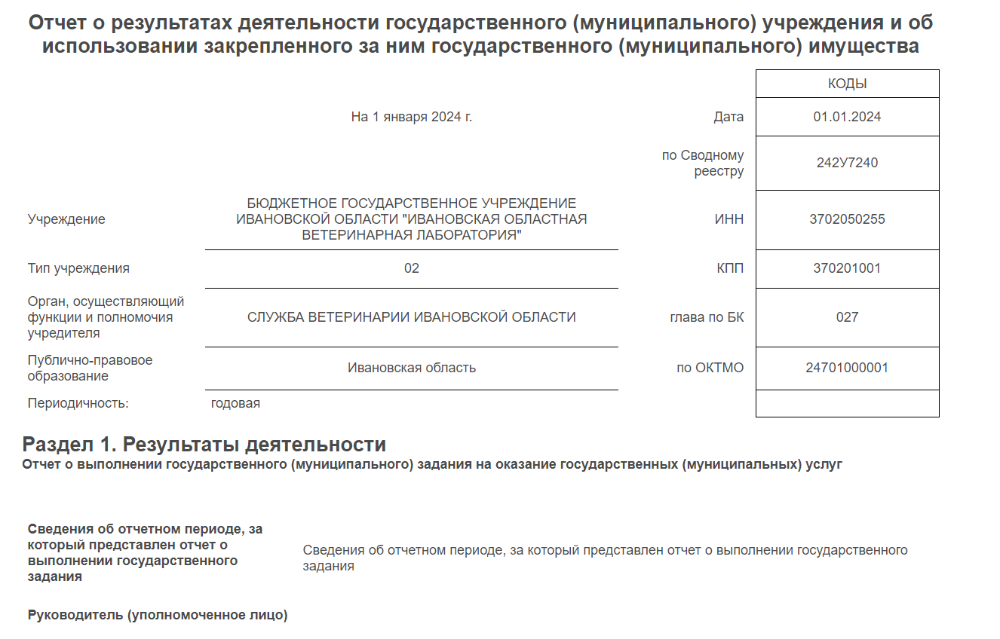 Отчет о результатах деятельности государственного (муниципального) учреждения и об
использовании закрепленного за ним государственного (муниципального) имущества
КОДЫ
На 1 января 2024 г.
Дата
01.01.2024
по Сводному
реестру
242У7240
Учреждение
БЮДЖЕТНОЕ ГОСУДАРСТВЕННОЕ УЧРЕЖДЕНИЕ
ИВАНОВСКОЙ ОБЛАСТИ "ИВАНОВСКАЯ ОБЛАСТНАЯ
ВЕТЕРИНАРНАЯ ЛАБОРАТОРИЯ"
ИНН
3702050255
Тип учреждения
02
КПП
370201001
Орган, осуществляющий
функции и полномочия
учредителя
СЛУЖБА ВЕТЕРИНАРИИ ИВАНОВСКОЙ ОБЛАСТИ
глава по БК
027
Публично-правовое
образование
Ивановская область
по ОКТМО
24701000001
Периодичность:
годовая
Раздел 1. Результаты деятельности
Отчет о выполнении государственного (муниципального) задания на оказание государственных (муниципальных) услуг
Сведения об отчетном периоде, за
который представлен отчет о
выполнении государственного
задания
Сведения об отчетном периоде, за который представлен отчет о выполнении государственного
задания
Руководитель (уполномоченное лицо)